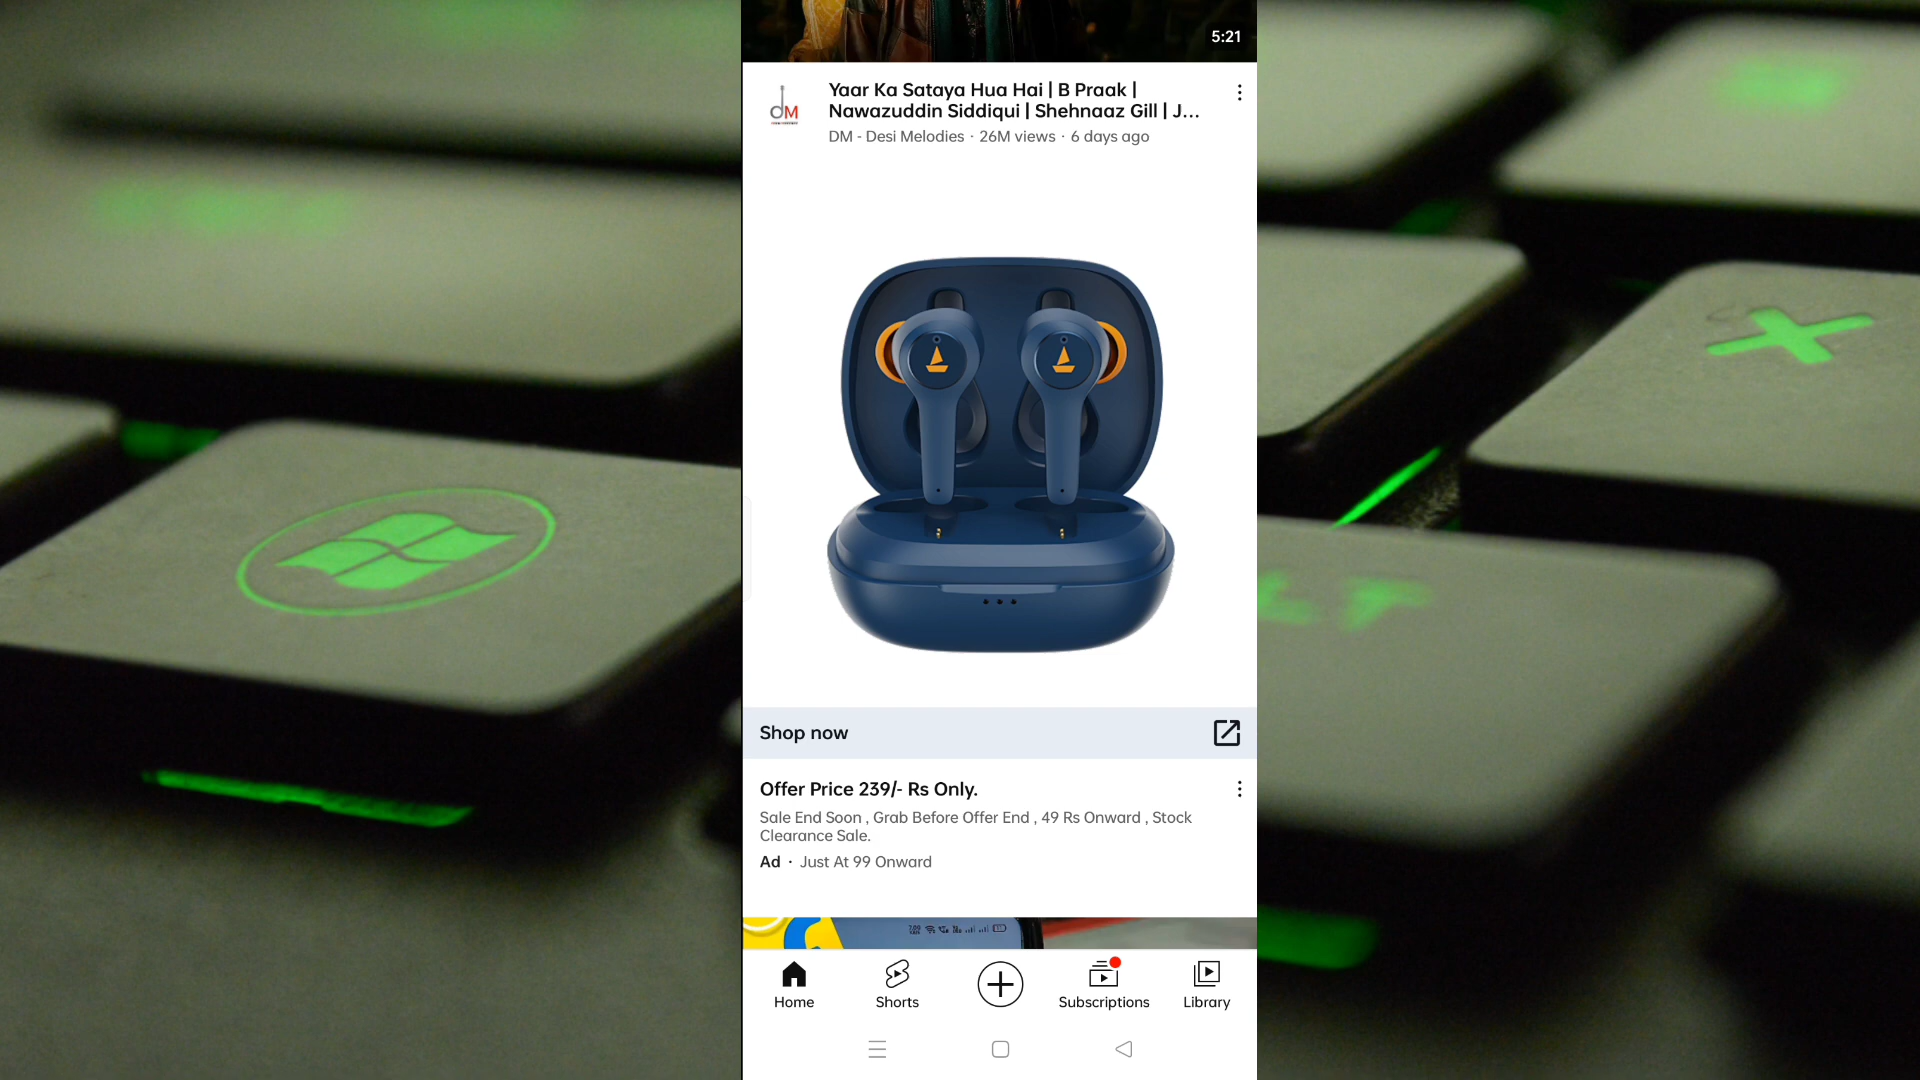 5:21
dM
Yaar Ka Sataya Hua Hai | B Praak |
Nawazuddin Siddiqui | Shehnaaz Gill | J...
DM - Desi Melodies · 26M views · 6 days ago
Shop now
Offer Price 239/- Rs Only.
Sale End Soon , Grab Before Offer End , 49 Rs Onward , Stock
Clearance Sale.
Ad · Just At 99 Onward
Home
Shorts
Subscriptions
Library